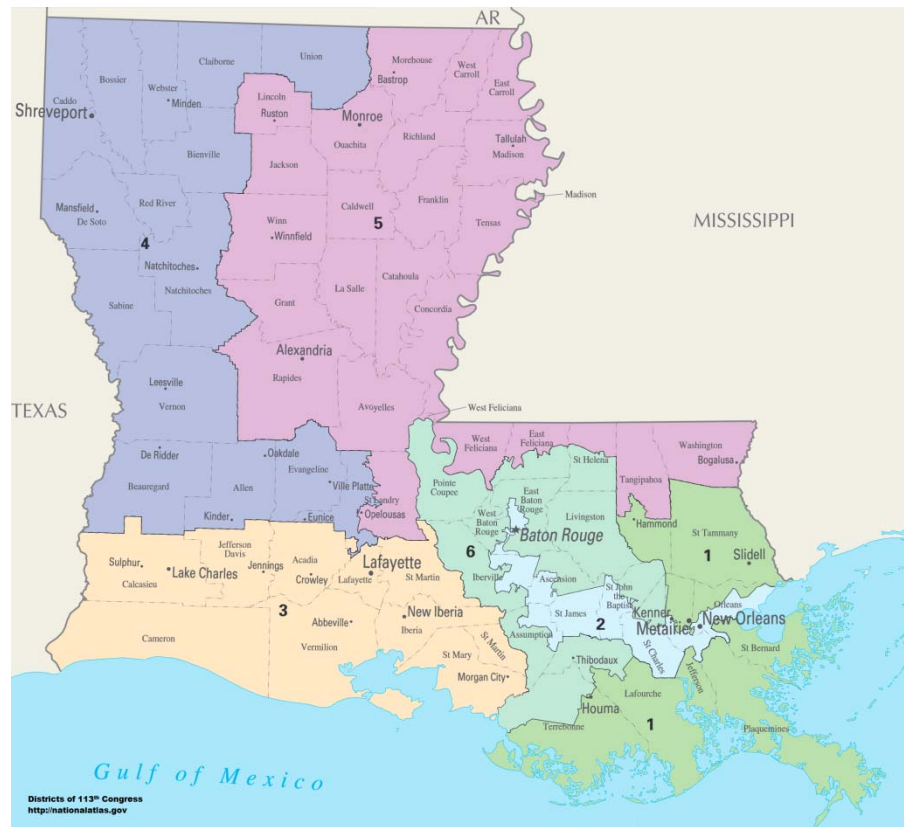 AR
Union
Claiborne
Morehouse
West
Carroll
East
Carroll
Bossier
Webster
Bastrop
Minden
Caddo
Shreveport
Lincoln
Ruston
Monroe
Ouachita
Richland
Tallulah
Madison
Bienville
Jackson
Madison
Caldwell
Franklin
Red River
Mansfield
De Soto
Winn
Winnfield
5
Tensas
MISSISSIPPI
4
Natchitoches
Natchitoches
La Salle
Catahoula
Sabine
Grant
Concordia
Alexandria
Rapides
Leesville
Vernon
TEXAS
Avoyelles
West Feliciana
West
Feliciana
East
Feliciana
St Helena
Washington
Bogalusa
Tangipahoa
De Ridder
Oakdale
Evangeline
Ville Platte
Beauregard
Allen
St Landry
Opelousas
Pointe
Coupee
East
Baton
Rouge
West
Baton
Rouge
Livingston
Kinder
Eunice
Hammond
St Tammany
Baton Rouge
Jefferson
Davis
Acadia
Lafayette
6
1
Slidell
Sulphur
Lake Charles
Jennings
Crowley
Lafayette
St Martin
Calcasieu
Iberville
Ascension
St John
the
Baptist
Orleans
3
New Iberia
St James
Kenner
Metairie
New Orleans
Abbeville
Iberia
2
Cameron
Vermilion
Assumption
St Charles
St Bernard
St Mary
St Martin
Thibodaux
Jefferson
Morgan City
Lafourche
Houma
Terrebonne
1
Plaquemines
Gulf of Mexico
Districts of 113th Congress
http://nationalatlas.gov